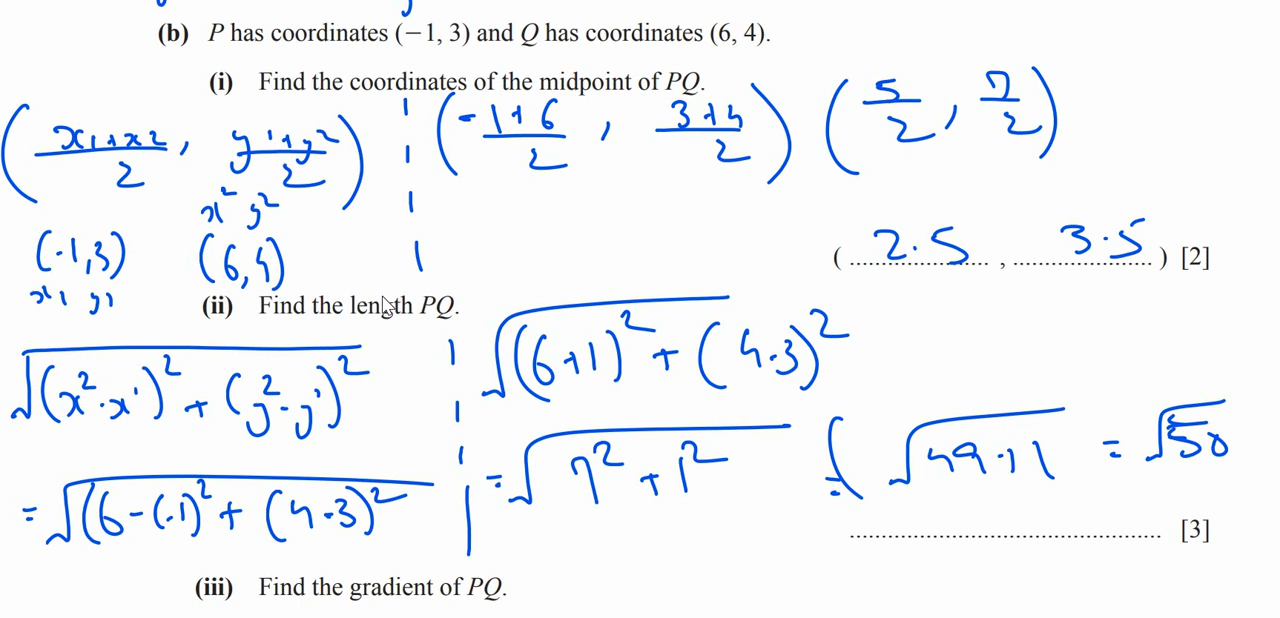 (b) P has coordinates (−1, 3) and Q has coordinates (6, 4).
(i) Find the coordinates of the midpoint of PQ.
( x1+x2 / 2 , y1+y2 / 2 )
( -1+6 / 2 , 3+4 / 2 ) ( 5/2 , 7/2 )
x2 y2
(-1,3) (6,4)
x1 y1
( 2.5 , 3.5 ) [2]
(ii) Find the length PQ.
√(x2-x1)² + (y2-y1)²
= √(6-(-1)² + (4-3)²
√(6+1)² + (4-3)²
= √7² + 1²
= √49+1 = √50
[3]
(iii) Find the gradient of PQ.